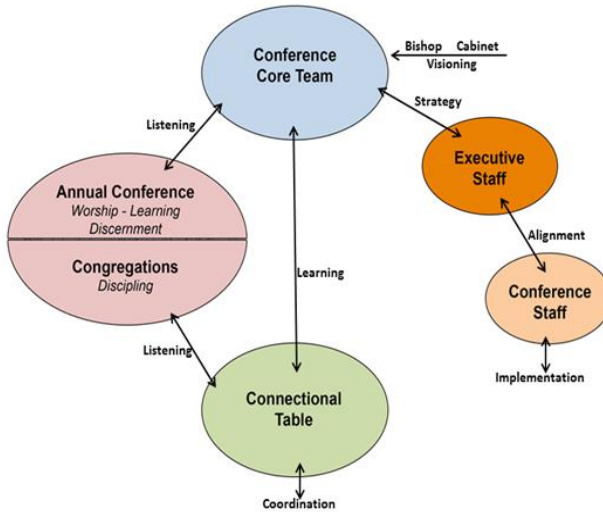 Conference
Core Team
Bishop Cabinet
Visioning
Listening
Strategy
Executive
Staff
Annual Conference
Worship - Learning
Discernment
Congregations
Discipling
Alignment
Learning
Conference
Staff
Listening
Implementation
Connectional
Table
Coordination